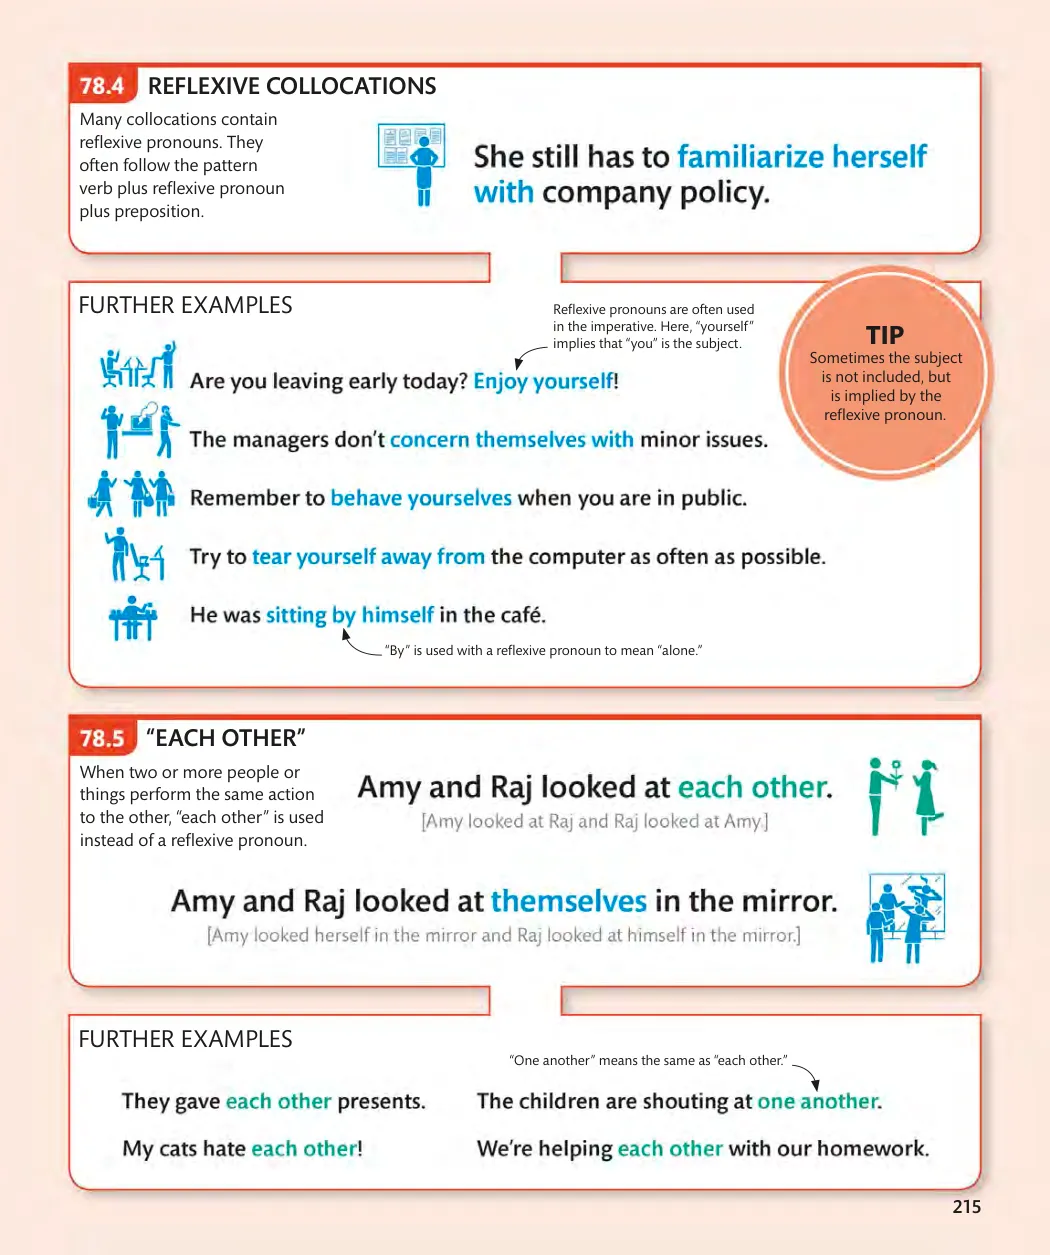 78.4 REFLEXIVE COLLOCATIONS
Many collocations contain
reflexive pronouns. They
often follow the pattern
verb plus reflexive pronoun
plus preposition.
She still has to familiarize herself
with company policy.
FURTHER EXAMPLES
Reflexive pronouns are often used
in the imperative. Here, “yourself”
implies that “you” is the subject.
TIP
Sometimes the subject
is not included, but
is implied by the
reflexive pronoun.
Are you leaving early today? Enjoy yourself!
The managers don’t concern themselves with minor issues.
Remember to behave yourselves when you are in public.
Try to tear yourself away from the computer as often as possible.
He was sitting by himself in the café.
“By” is used with a reflexive pronoun to mean “alone.”
78.5 “EACH OTHER”
When two or more people or
things perform the same action
to the other, “each other” is used
instead of a reflexive pronoun.
Amy and Raj looked at each other.
[Amy looked at Raj and Raj looked at Amy.]
Amy and Raj looked at themselves in the mirror.
[Amy looked herself in the mirror and Raj looked at himself in the mirror.]
FURTHER EXAMPLES
“One another” means the same as “each other.”
They gave each other presents.
The children are shouting at one another.
My cats hate each other!
We’re helping each other with our homework.
215